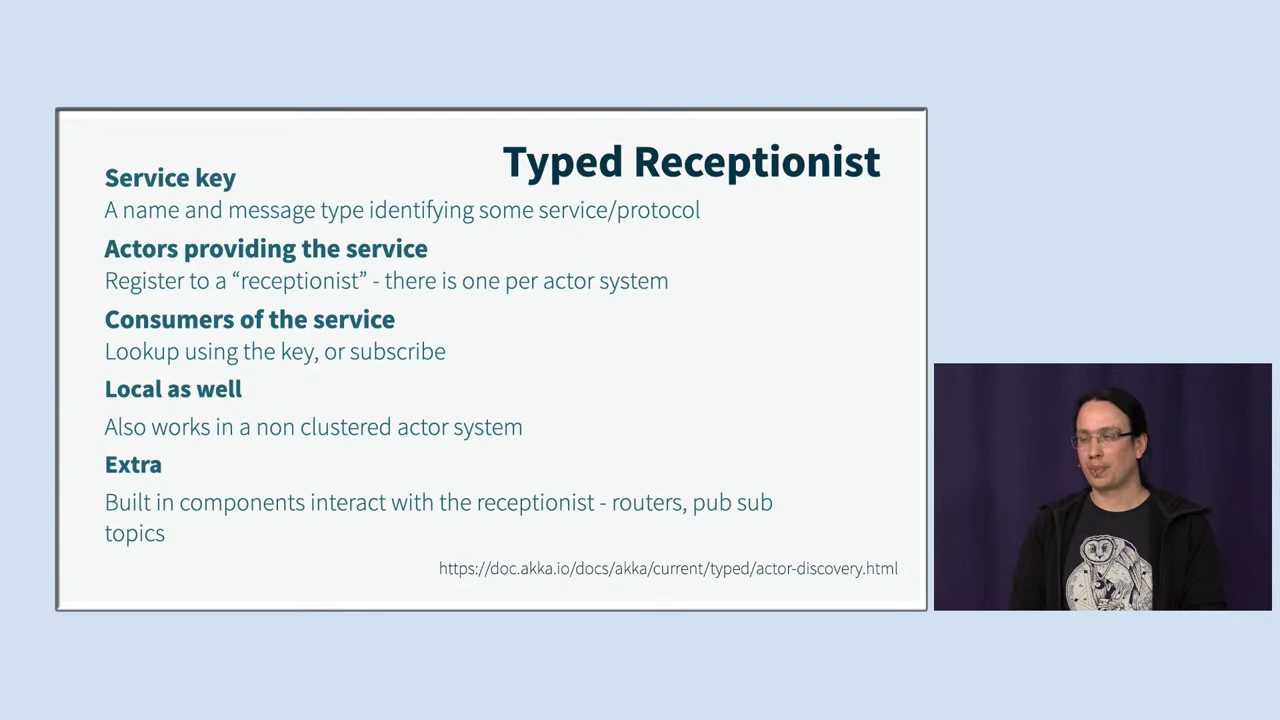 Typed Receptionist
Service key
A name and message type identifying some service/protocol
Actors providing the service
Register to a “receptionist” - there is one per actor system
Consumers of the service
Lookup using the key, or subscribe
Local as well
Also works in a non clustered actor system
Extra
Built in components interact with the receptionist - routers, pub sub
topics
https://doc.akka.io/docs/akka/current/typed/actor-discovery.html